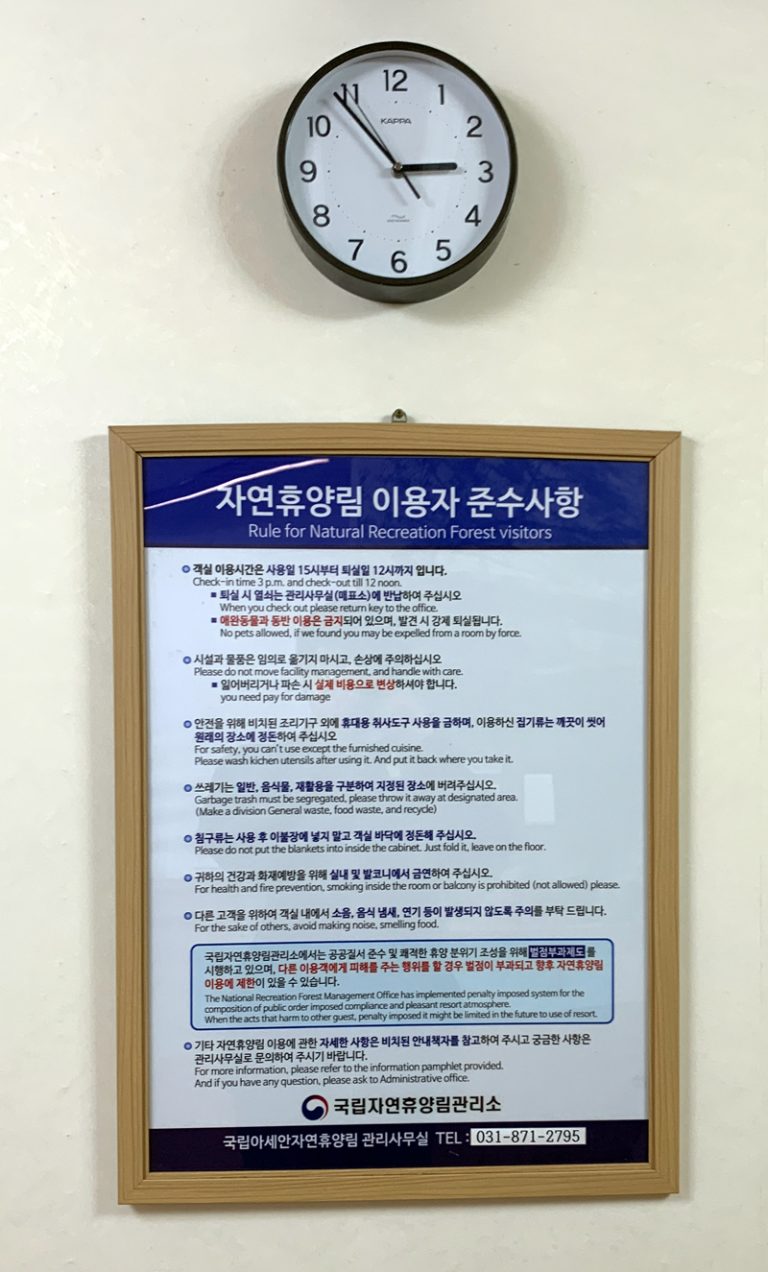 12
1
2
3
4
5
6
7
8
9
10
11
KAPPA
자연휴양림 이용자 준수사항
Rule for Natural Recreation Forest visitors
객실 이용시간은 사용일 15시부터 퇴실일 12시까지 입니다.
Check-in time 3 p.m. and check-out till 12 noon.
퇴실 시 열쇠는 관리사무실(매표소)에 반납하여 주십시오
When you check out please return key to the office.
애완동물과 동반 이용은 금지되어 있으며, 발견 시 강제 퇴실됩니다.
No pets allowed, if we found you may be expelled from a room by force.
시설과 물품은 임의로 옮기지 마시고, 손상에 주의하십시오
Please do not move facility management, and handle with care.
잃어버리거나 파손 시 실제 비용으로 변상하셔야 합니다.
you need pay for damage
안전을 위해 비치된 조리기구 외에 휴대용 취사도구 사용을 금하며, 이용하신 집기류는 깨끗이 씻어
원래의 장소에 정돈하여 주십시오
For safety, you can't use except the furnished cuisine.
Please wash kichen utensils after using it. And put it back where you take it.
쓰레기는 일반, 음식물, 재활용을 구분하여 지정된 장소에 버려주십시오.
Garbage trash must be segregated, please throw it away at designated area.
(Make a division General waste, food waste, and recycle)
침구류는 사용 후 이불장에 넣지 말고 객실 바닥에 정돈해 주십시오.
Please do not put the blankets into inside the cabinet. Just fold it, leave on the floor.
귀하의 건강과 화재예방을 위해 실내 및 발코니에서 금연하여 주십시오.
For health and fire prevention, smoking inside the room or balcony is prohibited (not allowed) please.
다른 고객을 위하여 객실 내에서 소음, 음식 냄새, 연기 등이 발생되지 않도록 주의를 부탁 드립니다.
For the sake of others, avoid making noise, smelling food.
국립자연휴양림관리소에서는 공공질서 준수 및 쾌적한 휴양 분위기 조성을 위해 벌점부과제도를
시행하고 있으며, 다른 이용객에게 피해를 주는 행위를 할 경우 벌점이 부과되고 향후 자연휴양림
이용에 제한이 있을 수 있습니다.
The National Recreation Forest Management Office has implemented penalty imposed system for the
composition of public order imposed compliance and pleasant resort atmosphere.
When the acts that harm to other guest, penalty imposed it might be limited in the future to use of resort.
기타 자연휴양림 이용에 관한 자세한 사항은 비치된 안내책자를 참고하여 주시고 궁금한 사항은
관리사무실로 문의하여 주시기 바랍니다.
For more information, please refer to the information pamphlet provided.
And if you have any question, please ask to Administrative office.
국립자연휴양림관리소
국립아세안자연휴양림 관리사무실 TEL : 031-871-2795